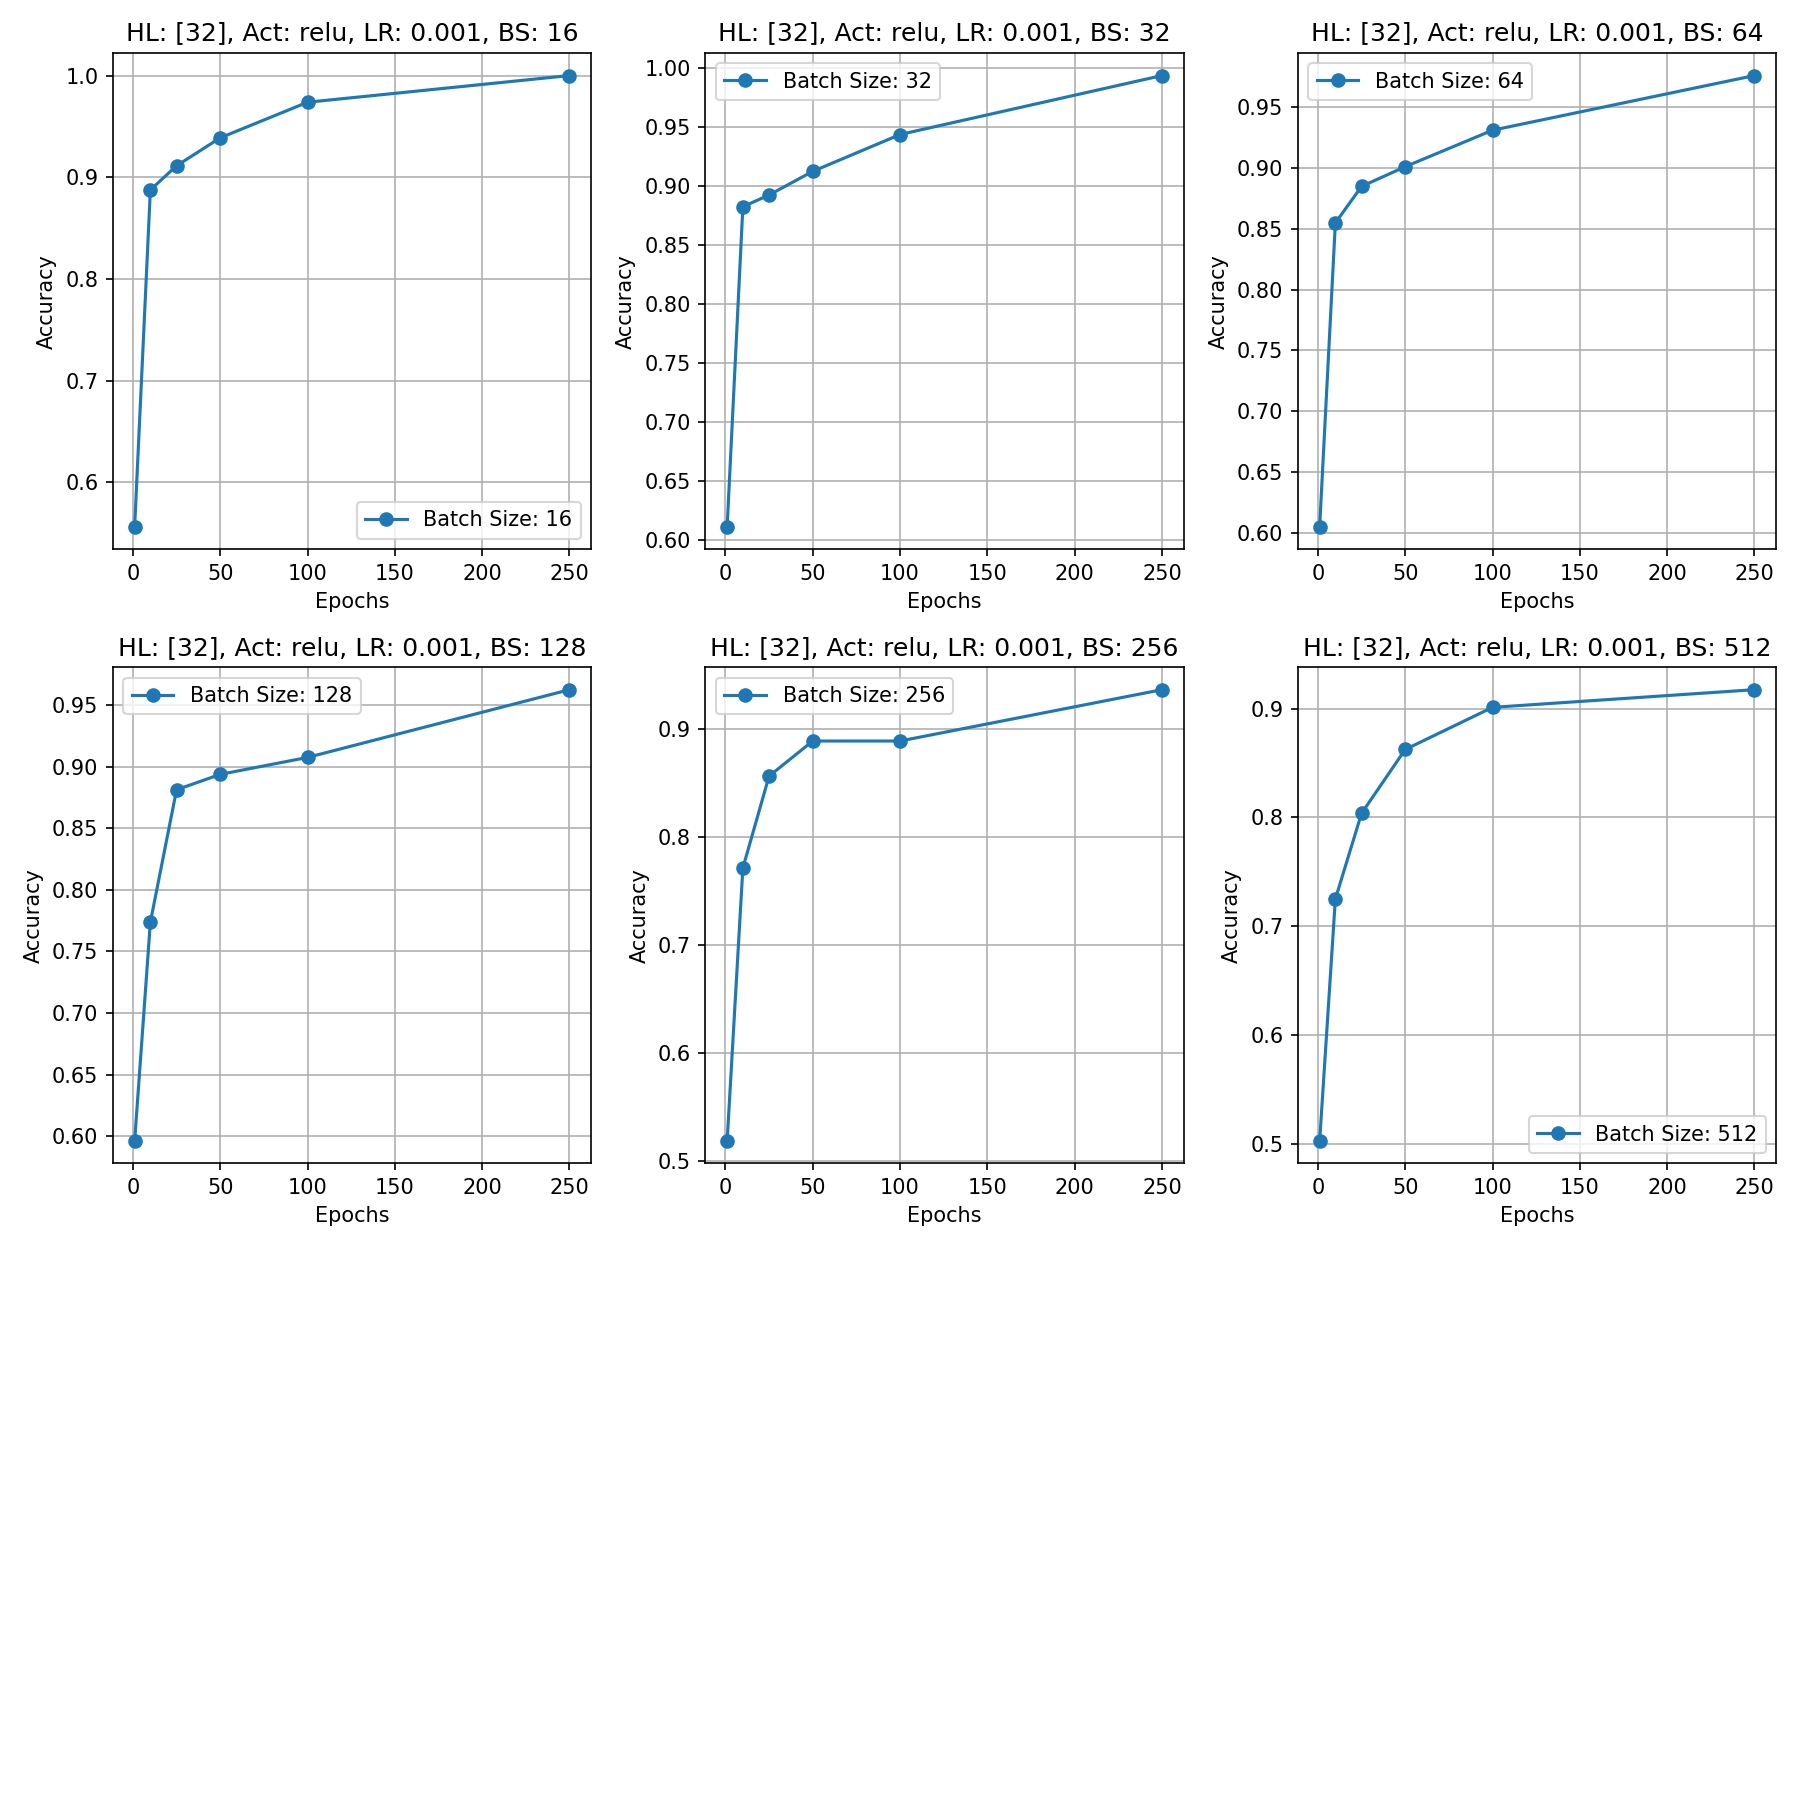 HL: [32], Act: relu, LR: 0.001, BS: 16
1.0
0.9
0.8
0.7
0.6
Accuracy
Batch Size: 16
0 50 100 150 200 250
Epochs
HL: [32], Act: relu, LR: 0.001, BS: 32
1.00
0.95
0.90
0.85
0.80
0.75
0.70
0.65
0.60
Accuracy
Batch Size: 32
0 50 100 150 200 250
Epochs
HL: [32], Act: relu, LR: 0.001, BS: 64
0.95
0.90
0.85
0.80
0.75
0.70
0.65
0.60
Accuracy
Batch Size: 64
0 50 100 150 200 250
Epochs
HL: [32], Act: relu, LR: 0.001, BS: 128
0.95
0.90
0.85
0.80
0.75
0.70
0.65
0.60
Accuracy
Batch Size: 128
0 50 100 150 200 250
Epochs
HL: [32], Act: relu, LR: 0.001, BS: 256
0.9
0.8
0.7
0.6
0.5
Accuracy
Batch Size: 256
0 50 100 150 200 250
Epochs
HL: [32], Act: relu, LR: 0.001, BS: 512
0.9
0.8
0.7
0.6
0.5
Accuracy
Batch Size: 512
0 50 100 150 200 250
Epochs